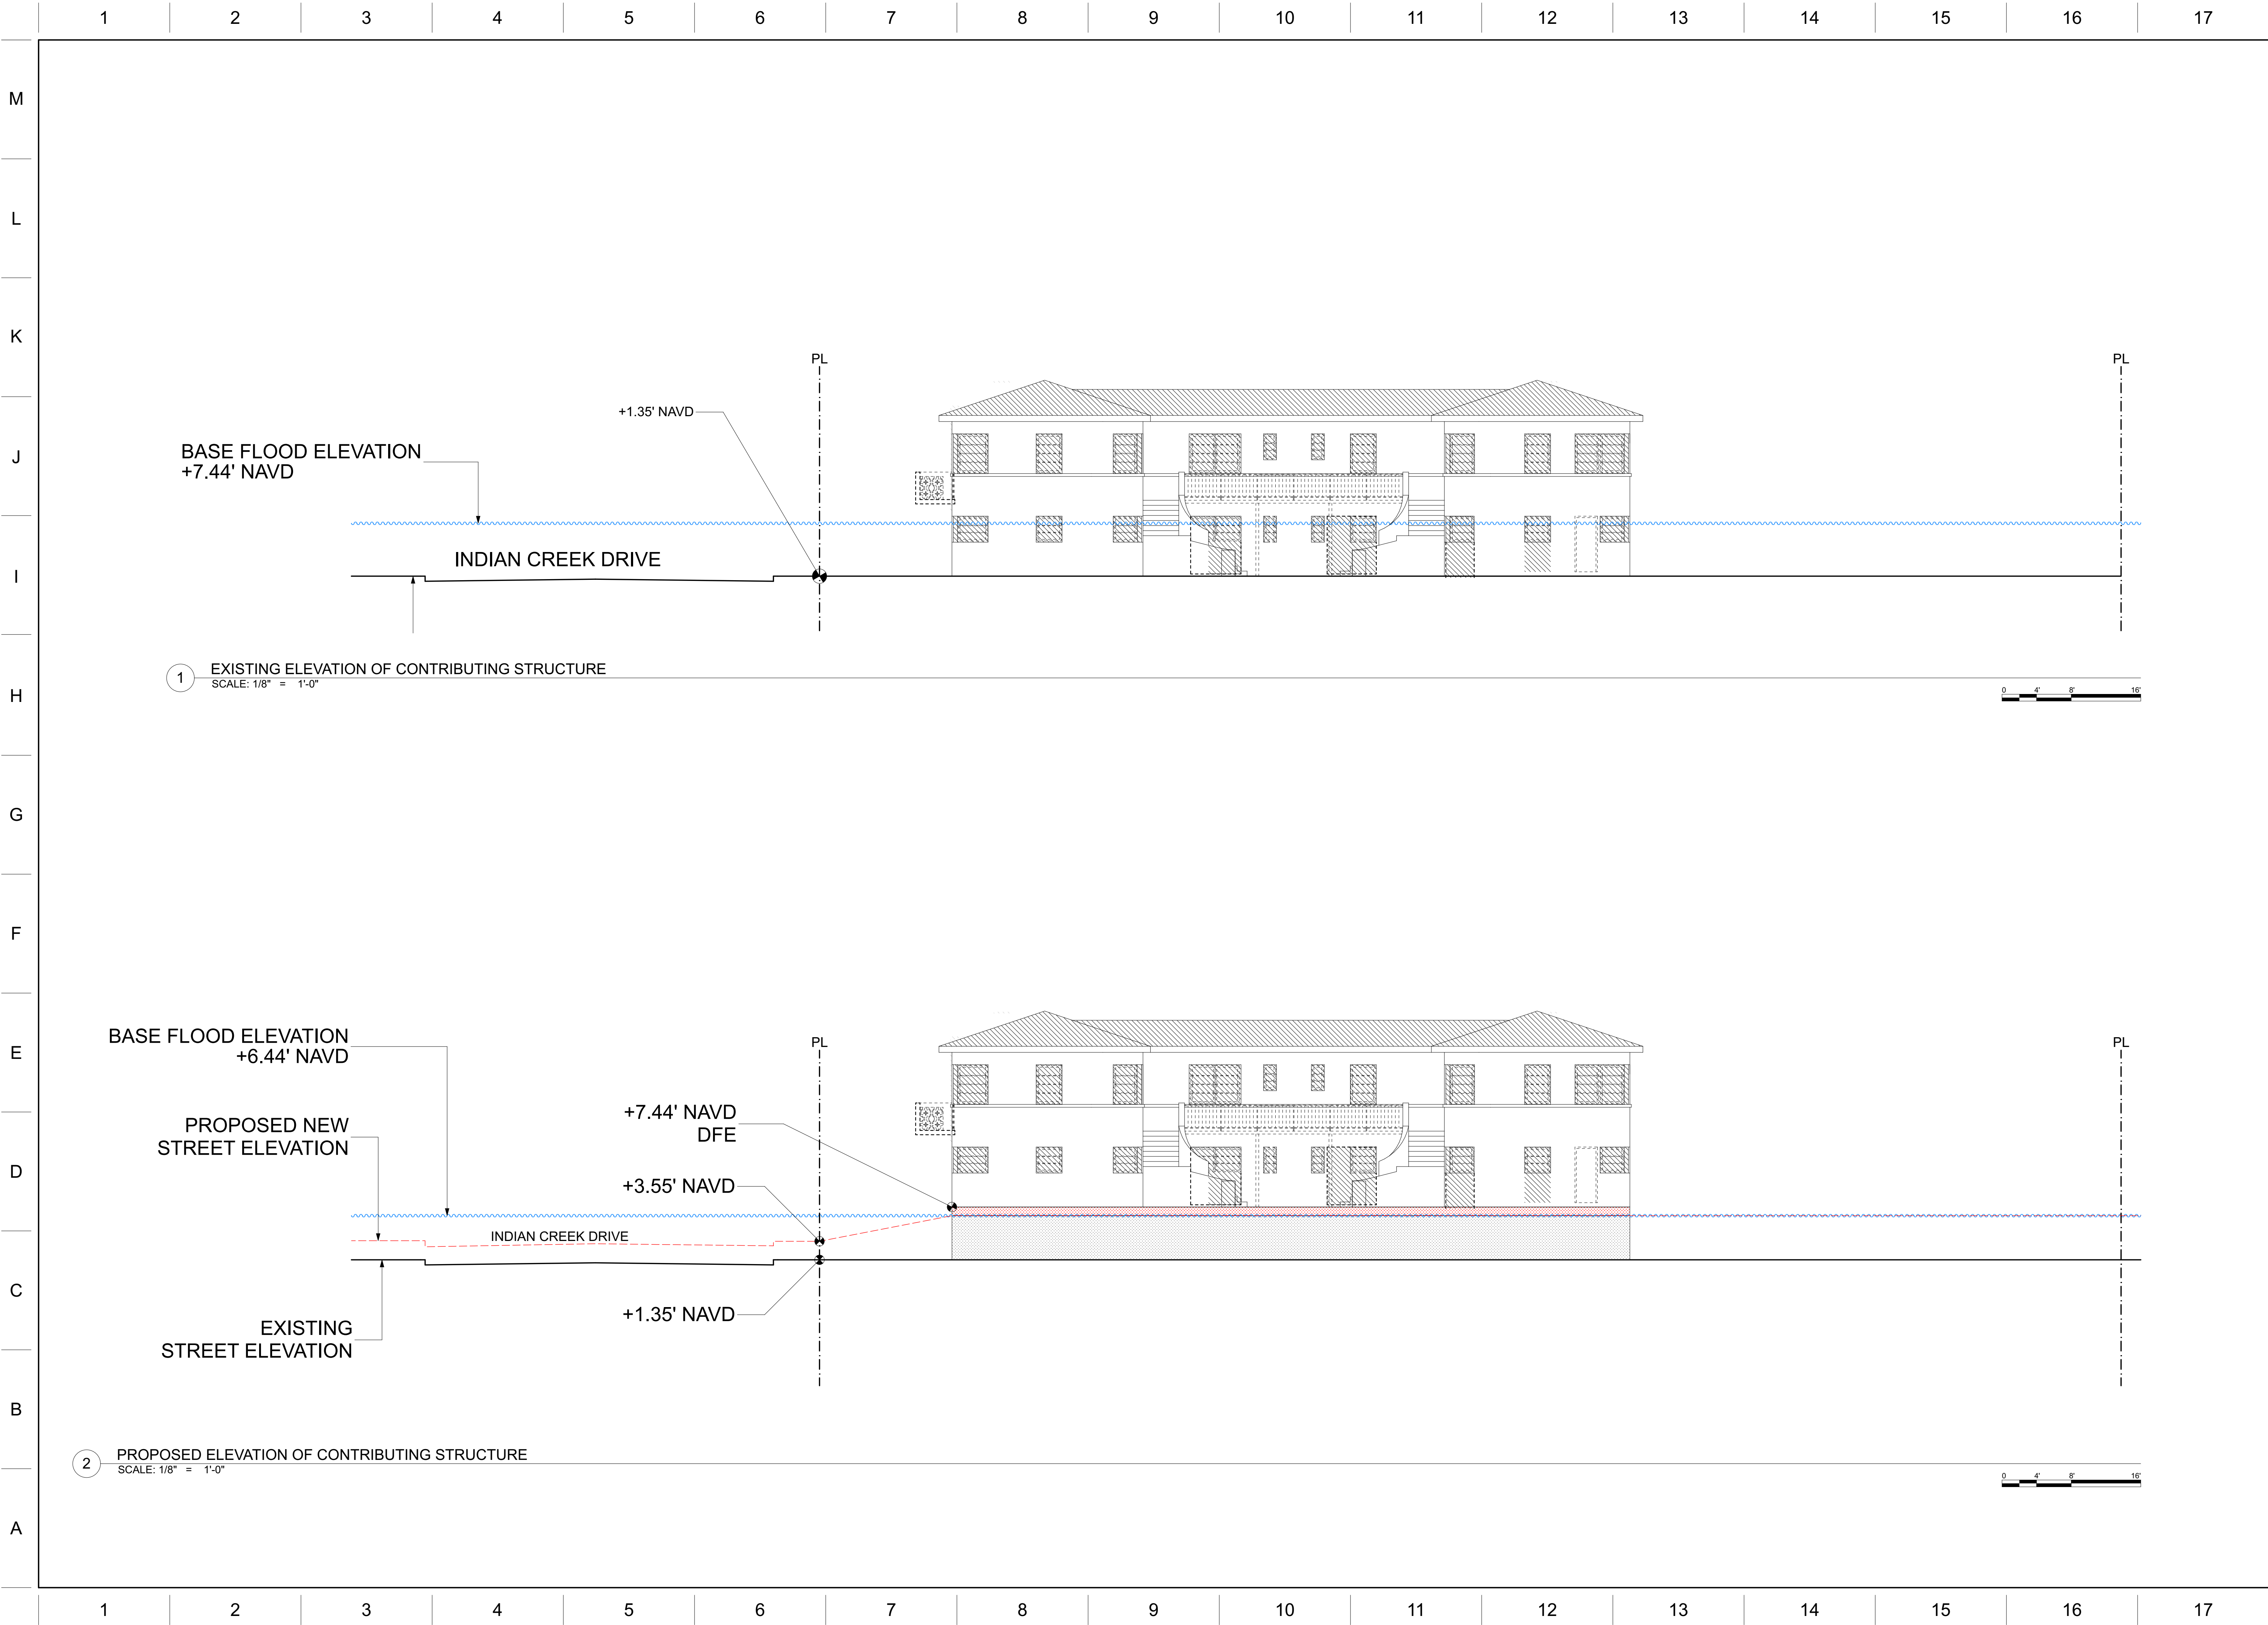 1 2 3 4 5 6 7 8 9 10 11 12 13 14 15 16 17
M
L
K
PL
PL
+1.35' NAVD
J
BASE FLOOD ELEVATION
+7.44' NAVD
INDIAN CREEK DRIVE
I
1
EXISTING ELEVATION OF CONTRIBUTING STRUCTURE
SCALE: 1/8" = 1'-0"
H
0 4' 8' 16'
G
F
E
BASE FLOOD ELEVATION
+6.44' NAVD
PL
PL
PROPOSED NEW
STREET ELEVATION
+7.44' NAVD
DFE
D
+3.55' NAVD
INDIAN CREEK DRIVE
C
+1.35' NAVD
EXISTING
STREET ELEVATION
B
2
PROPOSED ELEVATION OF CONTRIBUTING STRUCTURE
SCALE: 1/8" = 1'-0"
0 4' 8' 16'
A
1 2 3 4 5 6 7 8 9 10 11 12 13 14 15 16 17